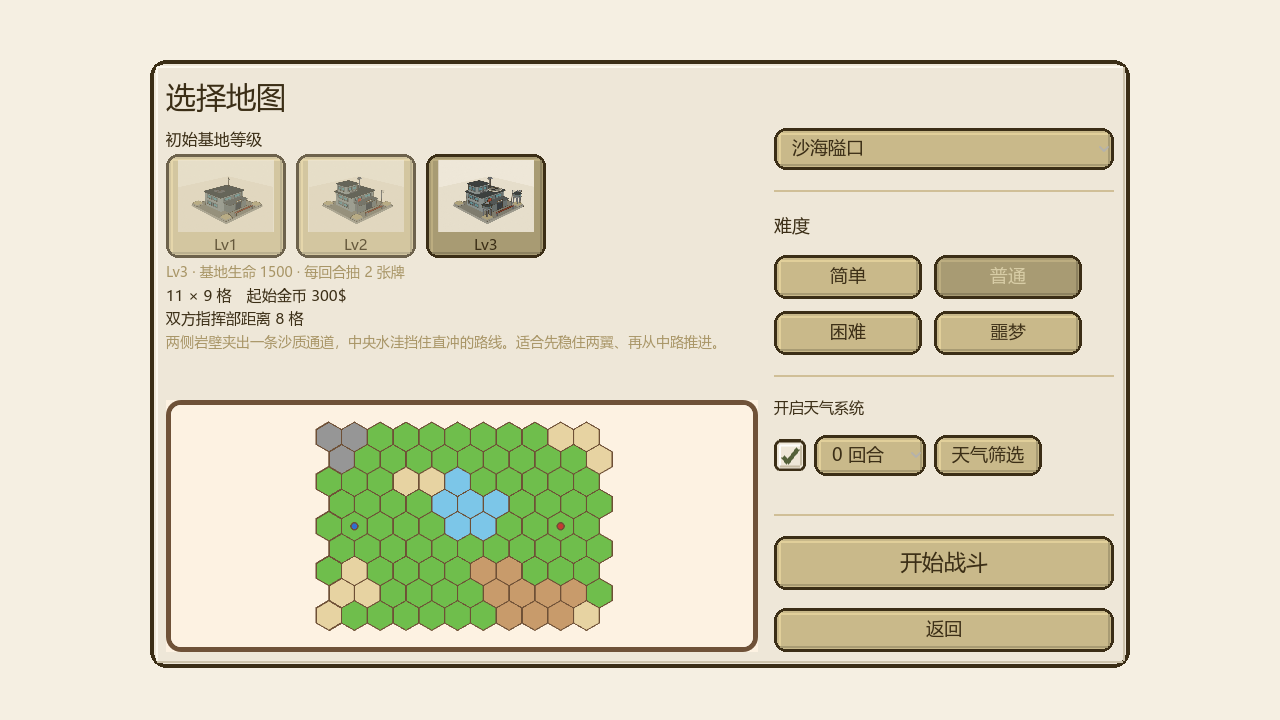 选择地图
初始基地等级
Lv1
Lv2
Lv3
Lv3 · 基地生命 1500 · 每回合抽 2 张牌
11 × 9 格 起始金币 300$
双方指挥部距离 8 格
两侧岩壁夹出一条沙质通道，中央水洼挡住直冲的路线。适合先稳住两翼、再从中路推进。
沙海隘口
难度
简单
普通
困难
噩梦
开启天气系统
0 回合
天气筛选
开始战斗
返回